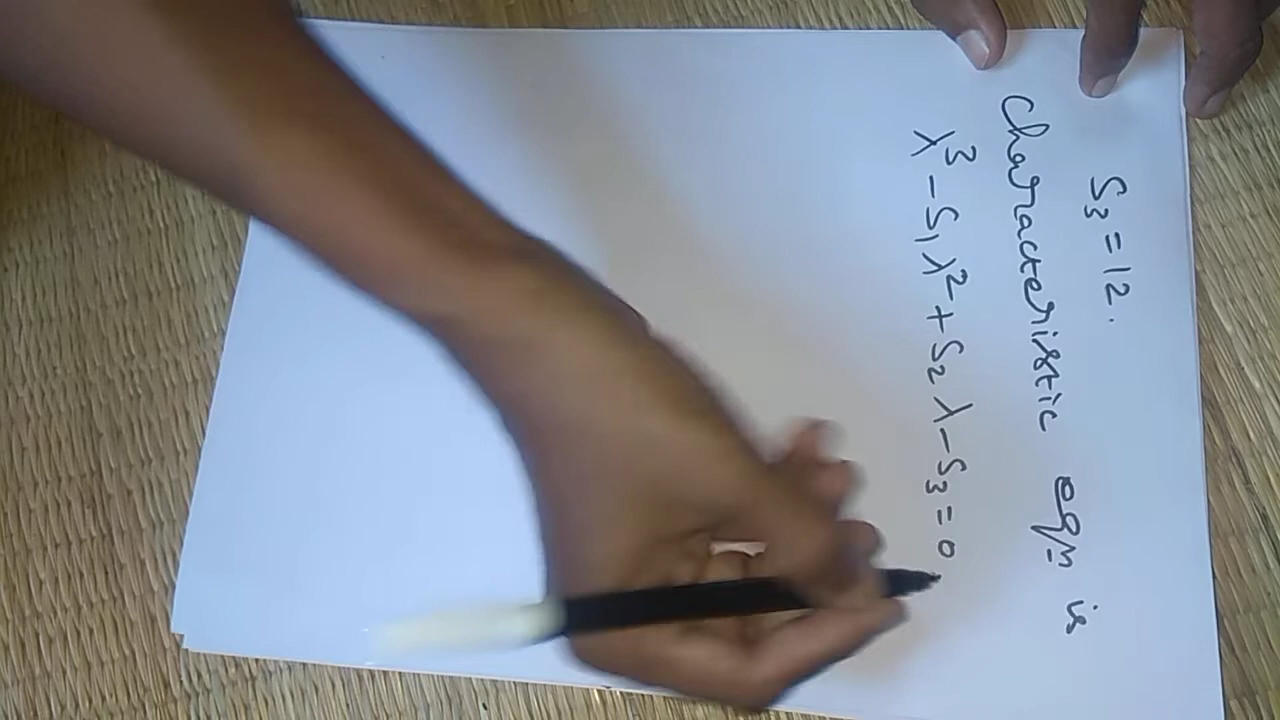 S₃ = 12.
Characteristic eqn is
λ³ - S₁λ² + S₂λ - S₃ = 0